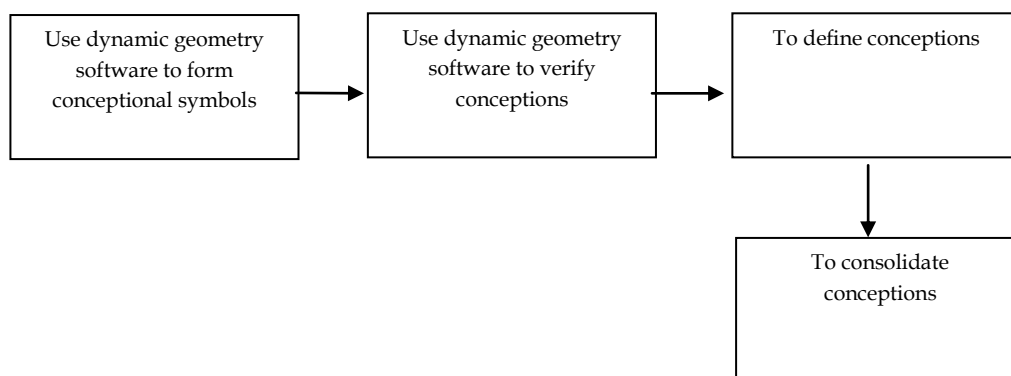 Use dynamic geometry
software to form
conceptional symbols
Use dynamic geometry
software to verify
conceptions
To define conceptions
To consolidate
conceptions